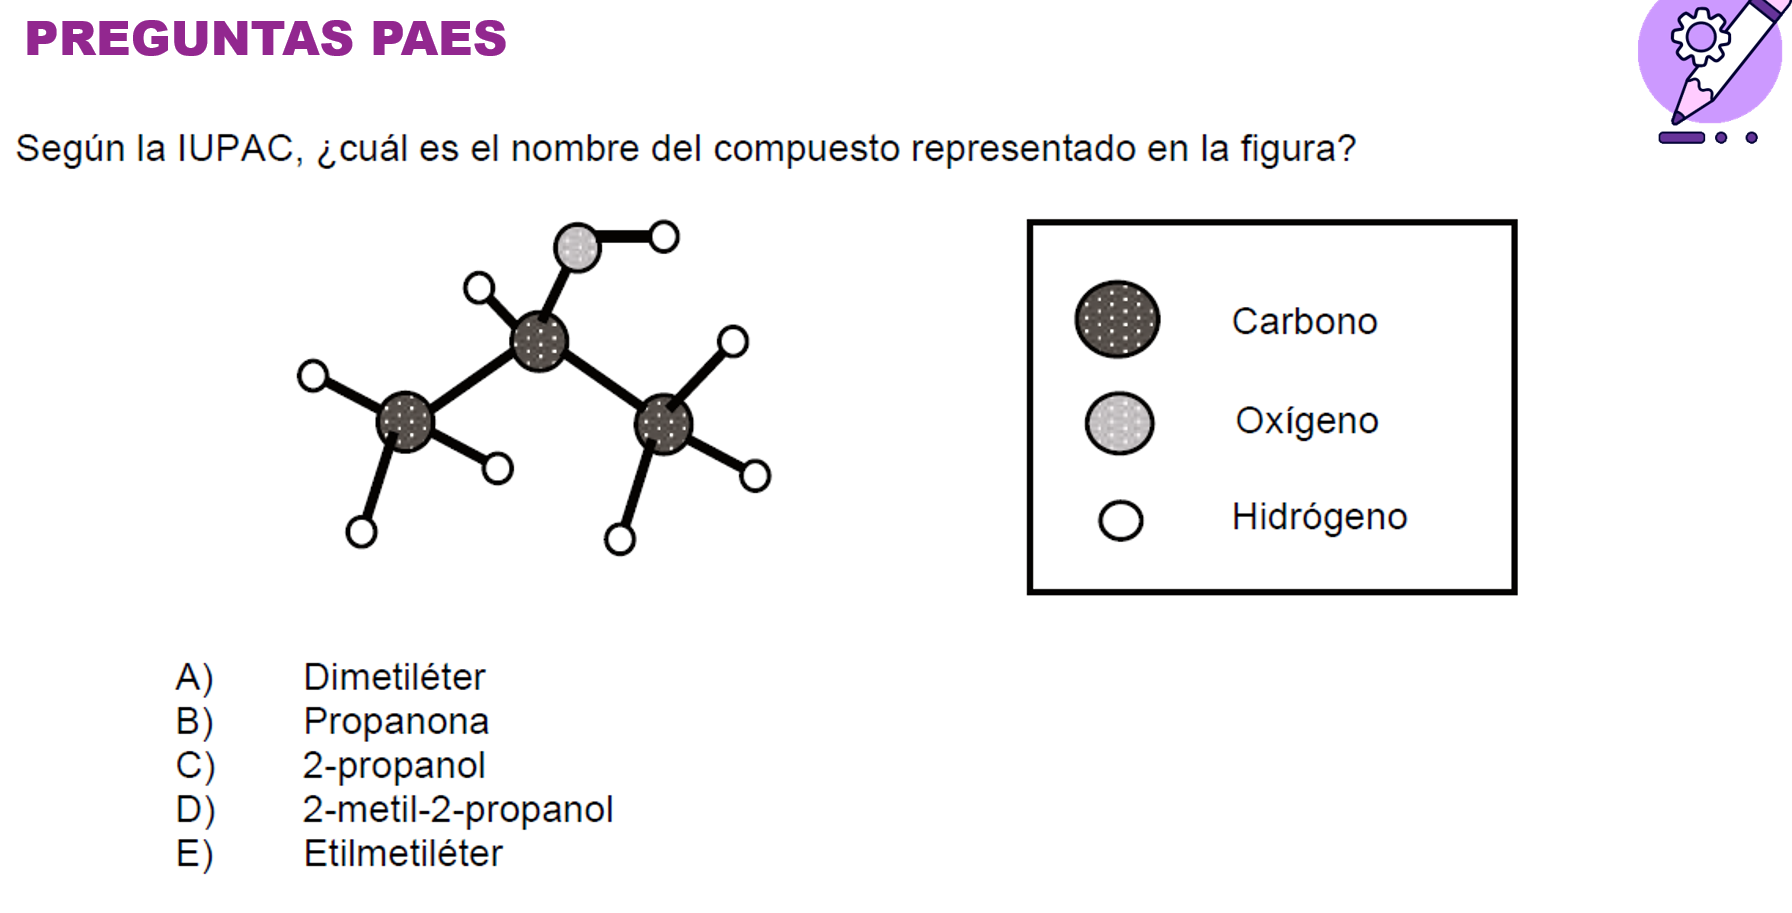 PREGUNTAS PAES
Según la IUPAC, ¿cuál es el nombre del compuesto representado en la figura?
Carbono
Oxígeno
Hidrógeno
A) Dimetiléter
B) Propanona
C) 2-propanol
D) 2-metil-2-propanol
E) Etilmetiléter